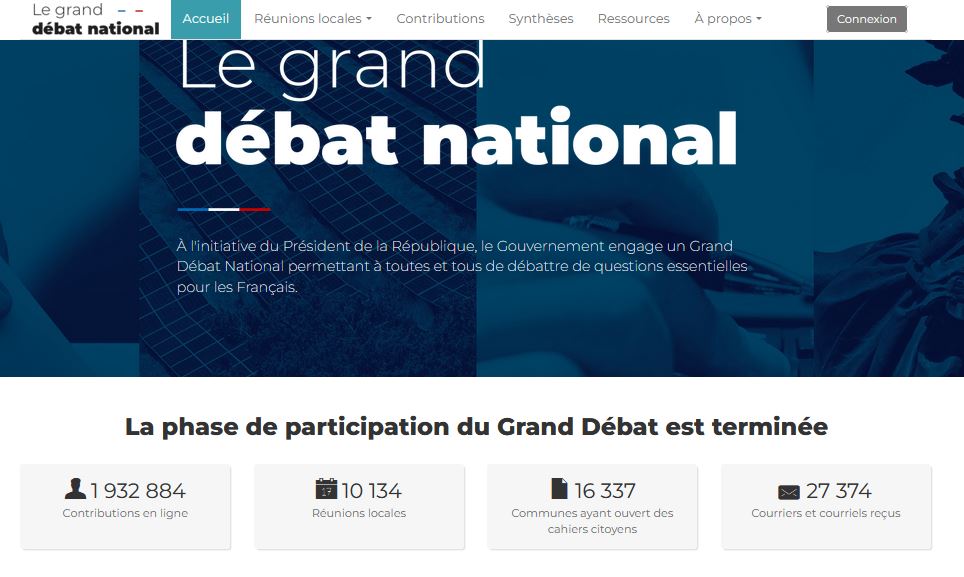 Le grand
débat national
Accueil Réunions locales Contributions Synthèses Ressources À propos Connexion
Le grand
débat national
À l'initiative du Président de la République, le Gouvernement engage un Grand
Débat National permettant à toutes et tous de débattre de questions essentielles
pour les Français.
La phase de participation du Grand Débat est terminée
1 932 884
Contributions en ligne
17 10 134
Réunions locales
16 337
Communes ayant ouvert des
cahiers citoyens
27 374
Courriers et courriels reçus